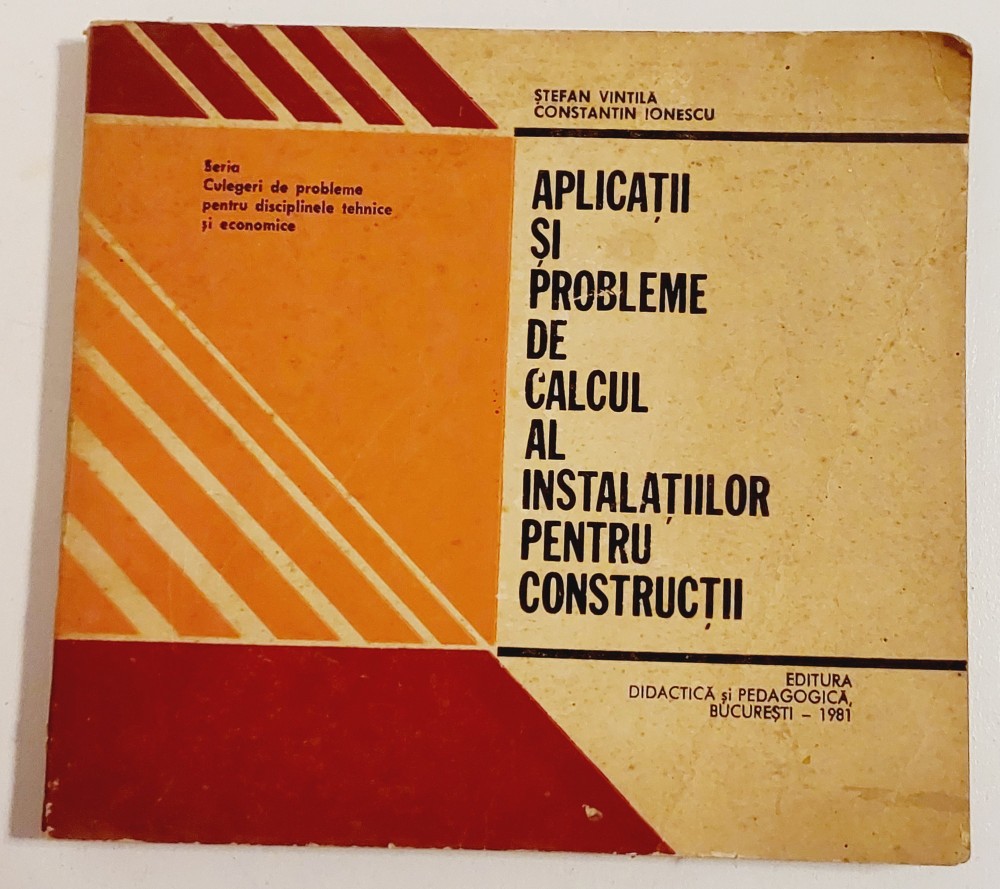 ȘTEFAN VINTILĂ
CONSTANTIN IONESCU
Seria
Culegeri de probleme
pentru disciplinele tehnice
și economice
APLICAȚII
ȘI
PROBLEME
DE
CALCUL
AL
INSTALAȚIILOR
PENTRU
CONSTRUCȚII
EDITURA
DIDACTICĂ și PEDAGOGICĂ,
BUCUREȘTI – 1981